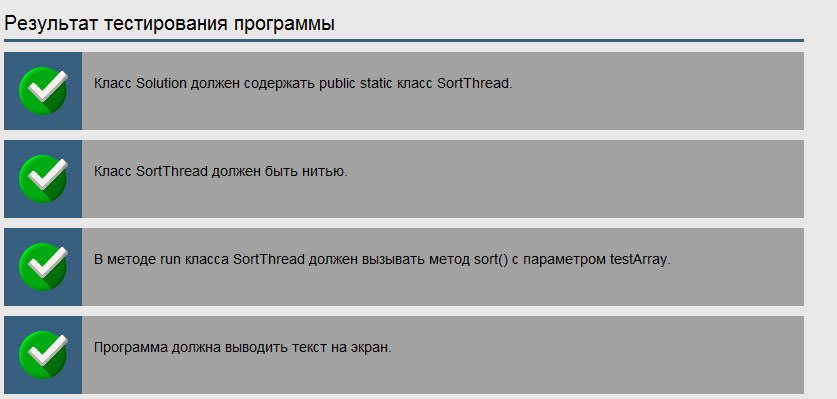 Результат тестирования программы
Класс Solution должен содержать public static класс SortThread.
Класс SortThread должен быть нитью.
В методе run класса SortThread должен вызывать метод sort() с параметром testArray.
Программа должна выводить текст на экран.